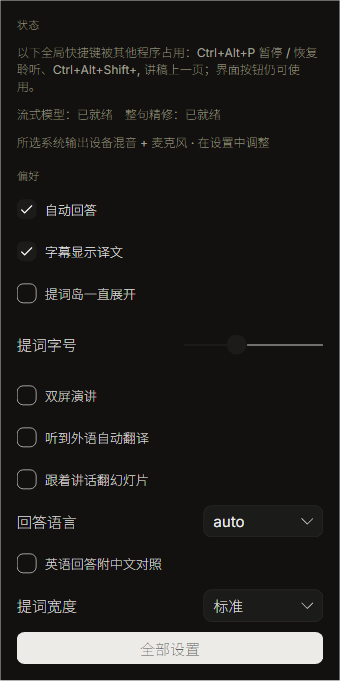 状态
以下全局快捷键被其他程序占用：Ctrl+Alt+P 暂停 / 恢复
聆听、Ctrl+Alt+Shift+, 讲稿上一页；界面按钮仍可使
用。
流式模型：已就绪 整句精修：已就绪
所选系统输出设备混音 + 麦克风 · 在设置中调整
偏好
自动回答
字幕显示译文
提词岛一直展开
提词字号
双屏演讲
听到外语自动翻译
跟着讲话翻幻灯片
回答语言 auto
英语回答附中文对照
提词宽度 标准
全部设置